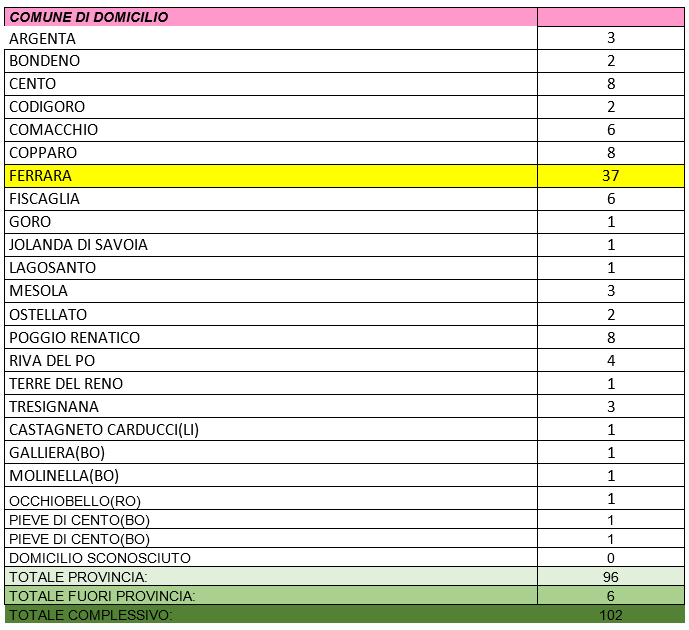 COMUNE DI DOMICILIO
ARGENTA 3
BONDENO 2
CENTO 8
CODIGORO 2
COMACCHIO 6
COPPARO 8
FERRARA 37
FISCAGLIA 6
GORO 1
JOLANDA DI SAVOIA 1
LAGOSANTO 1
MESOLA 3
OSTELLATO 2
POGGIO RENATICO 8
RIVA DEL PO 4
TERRE DEL RENO 1
TRESIGNANA 3
CASTAGNETO CARDUCCI(LI) 1
GALLIERA(BO) 1
MOLINELLA(BO) 1
OCCHIOBELLO(RO) 1
PIEVE DI CENTO(BO) 1
PIEVE DI CENTO(BO) 1
DOMICILIO SCONOSCIUTO 0
TOTALE PROVINCIA: 96
TOTALE FUORI PROVINCIA: 6
TOTALE COMPLESSIVO: 102